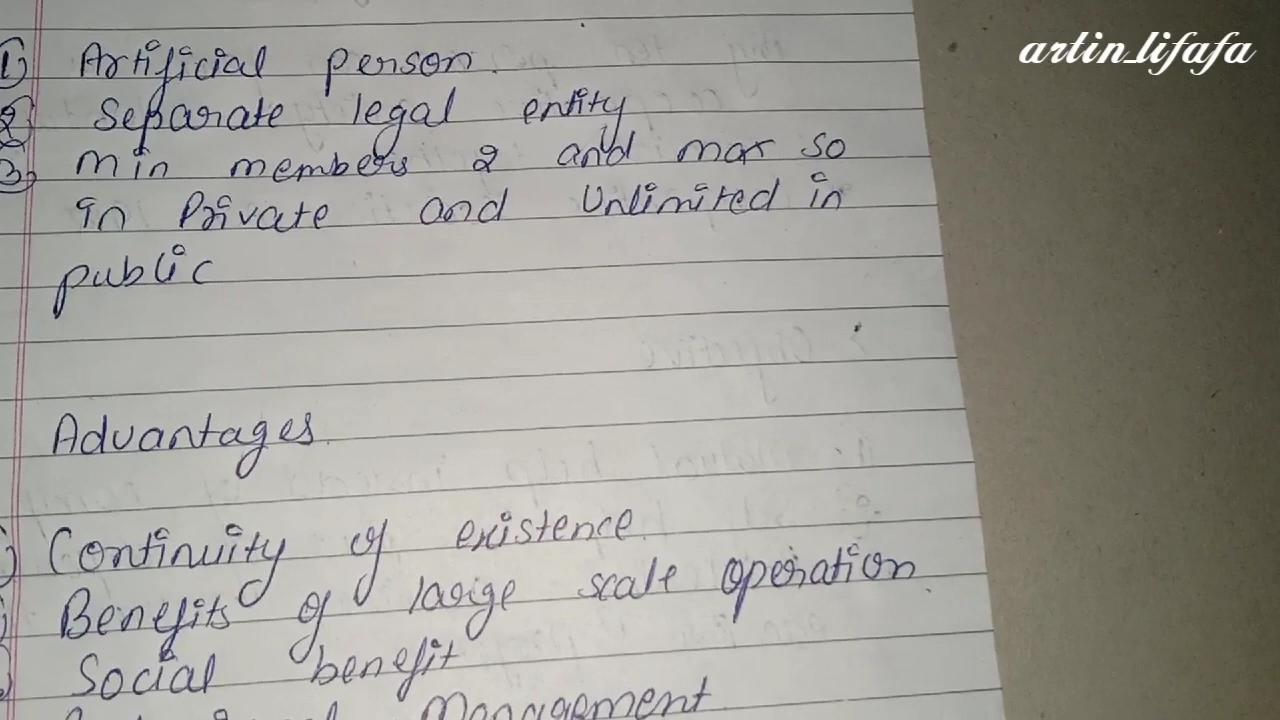 artin_lifafa
1) Artificial person.
2) Separate legal entity
3) Min members 2 and max 50
in Private and Unlimited in
public
Advantages.
Continuity of existence.
Benefits of large scale operation.
Social benefit
Management